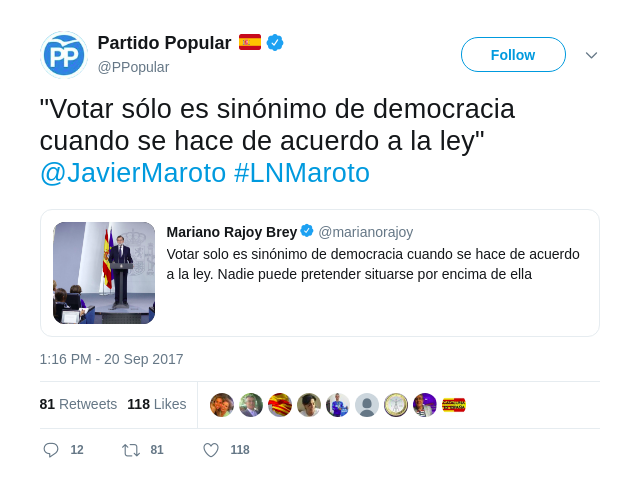 Partido Popular
@PPopular
Follow
"Votar sólo es sinónimo de democracia
cuando se hace de acuerdo a la ley"
@JavierMaroto #LNMaroto
Mariano Rajoy Brey @marianorajoy
Votar solo es sinónimo de democracia cuando se hace de acuerdo
a la ley. Nadie puede pretender situarse por encima de ella
1:16 PM - 20 Sep 2017
81 Retweets 118 Likes
12 81 118
PP